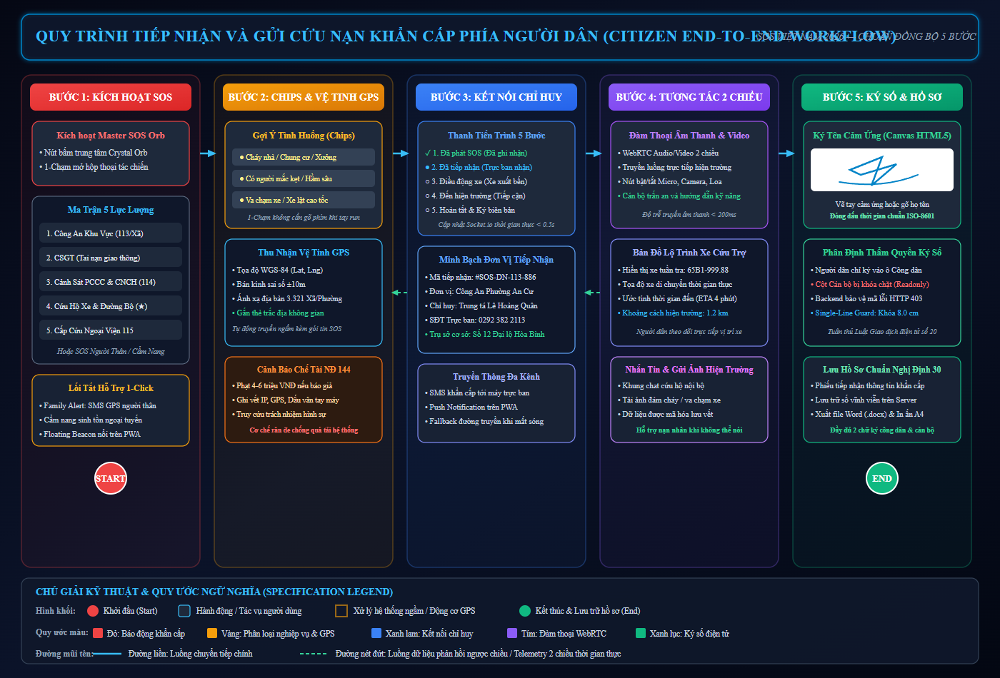 QUY TRÌNH TIẾP NHẬN VÀ GỬI CỨU NẠN KHẨN CẤP PHÍA NGƯỜI DÂN (CITIZEN END-TO-END WORKFLOW)
SOS VIỆT NAM 2026 — CHUẨN ĐỒNG BỘ 5 BƯỚC
BƯỚC 1: KÍCH HOẠT SOS
Kích hoạt Master SOS Orb
• Nút bấm trung tâm Crystal Orb
• 1-Chạm mở hộp thoại tác chiến
Ma Trận 5 Lực Lượng
1. Công An Khu Vực (113/Xã)
2. CSGT (Tai nạn giao thông)
3. Cảnh Sát PCCC & CNCH (114)
4. Cứu Hộ Xe & Đường Bộ (★)
5. Cấp Cứu Ngoại Viện 115
Hoặc SOS Người Thân / Cẩm Nang
Lối Tắt Hỗ Trợ 1-Click
• Family Alert: SMS GPS người thân
• Cẩm nang sinh tồn ngoại tuyến
• Floating Beacon nổi trên PWA
START
BƯỚC 2: CHIPS & VỆ TINH GPS
Gợi Ý Tình Huống (Chips)
● Cháy nhà / Chung cư / Xưởng
● Có người mắc kẹt / Hầm sâu
● Va chạm xe / Xe lật cao tốc
1-Chạm không cần gõ phím khi tay run
Thu Nhận Vệ Tinh GPS
• Tọa độ WGS-84 (Lat, Lng)
• Bán kính sai số ±10m
• Ánh xạ địa bàn 3.321 Xã/Phường
• Gắn thẻ trắc địa không gian
Tự động truyền ngầm kèm gói tin SOS
Cảnh Báo Chế Tài NĐ 144
• Phạt 4-6 triệu VNĐ nếu báo giả
• Ghi vết IP, GPS, Dấu vân tay máy
• Truy cứu trách nhiệm hình sự
Cơ chế răn đe chống quá tải hệ thống
BƯỚC 3: KẾT NỐI CHỈ HUY
Thanh Tiến Trình 5 Bước
✓ 1. Đã phát SOS (Đã ghi nhận)
● 2. Đã tiếp nhận (Trực ban nhận)
○ 3. Điều động xe (Xe xuất bến)
○ 4. Đến hiện trường (Tiếp cận)
○ 5. Hoàn tất & Ký biên bản
Cập nhật Socket.io thời gian thực < 0.5s
Minh Bạch Đơn Vị Tiếp Nhận
• Mã tiếp nhận: #SOS-DN-113-886
• Đơn vị: Công An Phường An Cư
• Chỉ huy: Trung tá Lê Hoàng Quân
• SĐT Trực ban: 0292 382 2113
• Trụ sở cơ sở: Số 12 Đại lộ Hòa Bình
Truyền Thông Đa Kênh
• SMS khẩn cấp tới máy trực ban
• Push Notification trên PWA
• Fallback đường truyền khi mất sóng
BƯỚC 4: TƯƠNG TÁC 2 CHIỀU
Đàm Thoại Âm Thanh & Video
• WebRTC Audio/Video 2 chiều
• Truyền luồng trực tiếp hiện trường
• Nút bật/tắt Micro, Camera, Loa
• Cán bộ trấn an và hướng dẫn kỹ năng
Độ trễ truyền âm thanh < 200ms
Bản Đồ Lộ Trình Xe Cứu Trợ
• Hiển thị xe tuần tra: 65B1-999.88
• Tọa độ xe di chuyển thời gian thực
• Ước tính thời gian đến (ETA 4 phút)
• Khoảng cách hiện trường: 1.2 km
Người dân theo dõi trực tiếp vị trí xe
Nhắn Tin & Gửi Ảnh Hiện Trường
• Khung chat cứu hộ nội bộ
• Tải ảnh đám cháy / va chạm xe
• Dữ liệu được mã hóa lưu vết
Hỗ trợ nạn nhân khi không thể nói
BƯỚC 5: KÝ SỐ & HỒ SƠ
Ký Tên Cảm Ứng (Canvas HTML5)
Vẽ tay cảm ứng hoặc gõ họ tên
Đóng dấu thời gian chuẩn ISO-8601
Phân Định Thẩm Quyền Ký Số
• Người dân chỉ ký vào ô Công dân
• Cột Cán bộ bị khóa chặt (Readonly)
• Backend bảo vệ mã lỗi HTTP 403
• Single-Line Guard: Khóa 8.0 cm
Tuân thủ Luật Giao dịch điện tử số 20
Lưu Hồ Sơ Chuẩn Nghị Định 30
• Phiếu tiếp nhận thông tin khẩn cấp
• Lưu trữ số vĩnh viễn trên Server
• Xuất file Word (.docx) & In ấn A4
Đầy đủ 2 chữ ký công dân & cán bộ
END
CHÚ GIẢI KỸ THUẬT & QUY ƯỚC NGỮ NGHĨA (SPECIFICATION LEGEND)
Hình khối: Khởi đầu (Start) Hành động / Tác vụ người dùng Xử lý hệ thống ngầm / Động cơ GPS Kết thúc & Lưu trữ hồ sơ (End)
Quy ước màu: Đỏ: Báo động khẩn cấp Vàng: Phân loại nghiệp vụ & GPS Xanh lam: Kết nối chỉ huy Tím: Đàm thoại WebRTC Xanh lục: Ký số điện tử
Đường mũi tên: Đường liền: Luồng chuyển tiếp chính Đường nét đứt: Luồng dữ liệu phản hồi ngược chiều / Telemetry 2 chiều thời gian thực